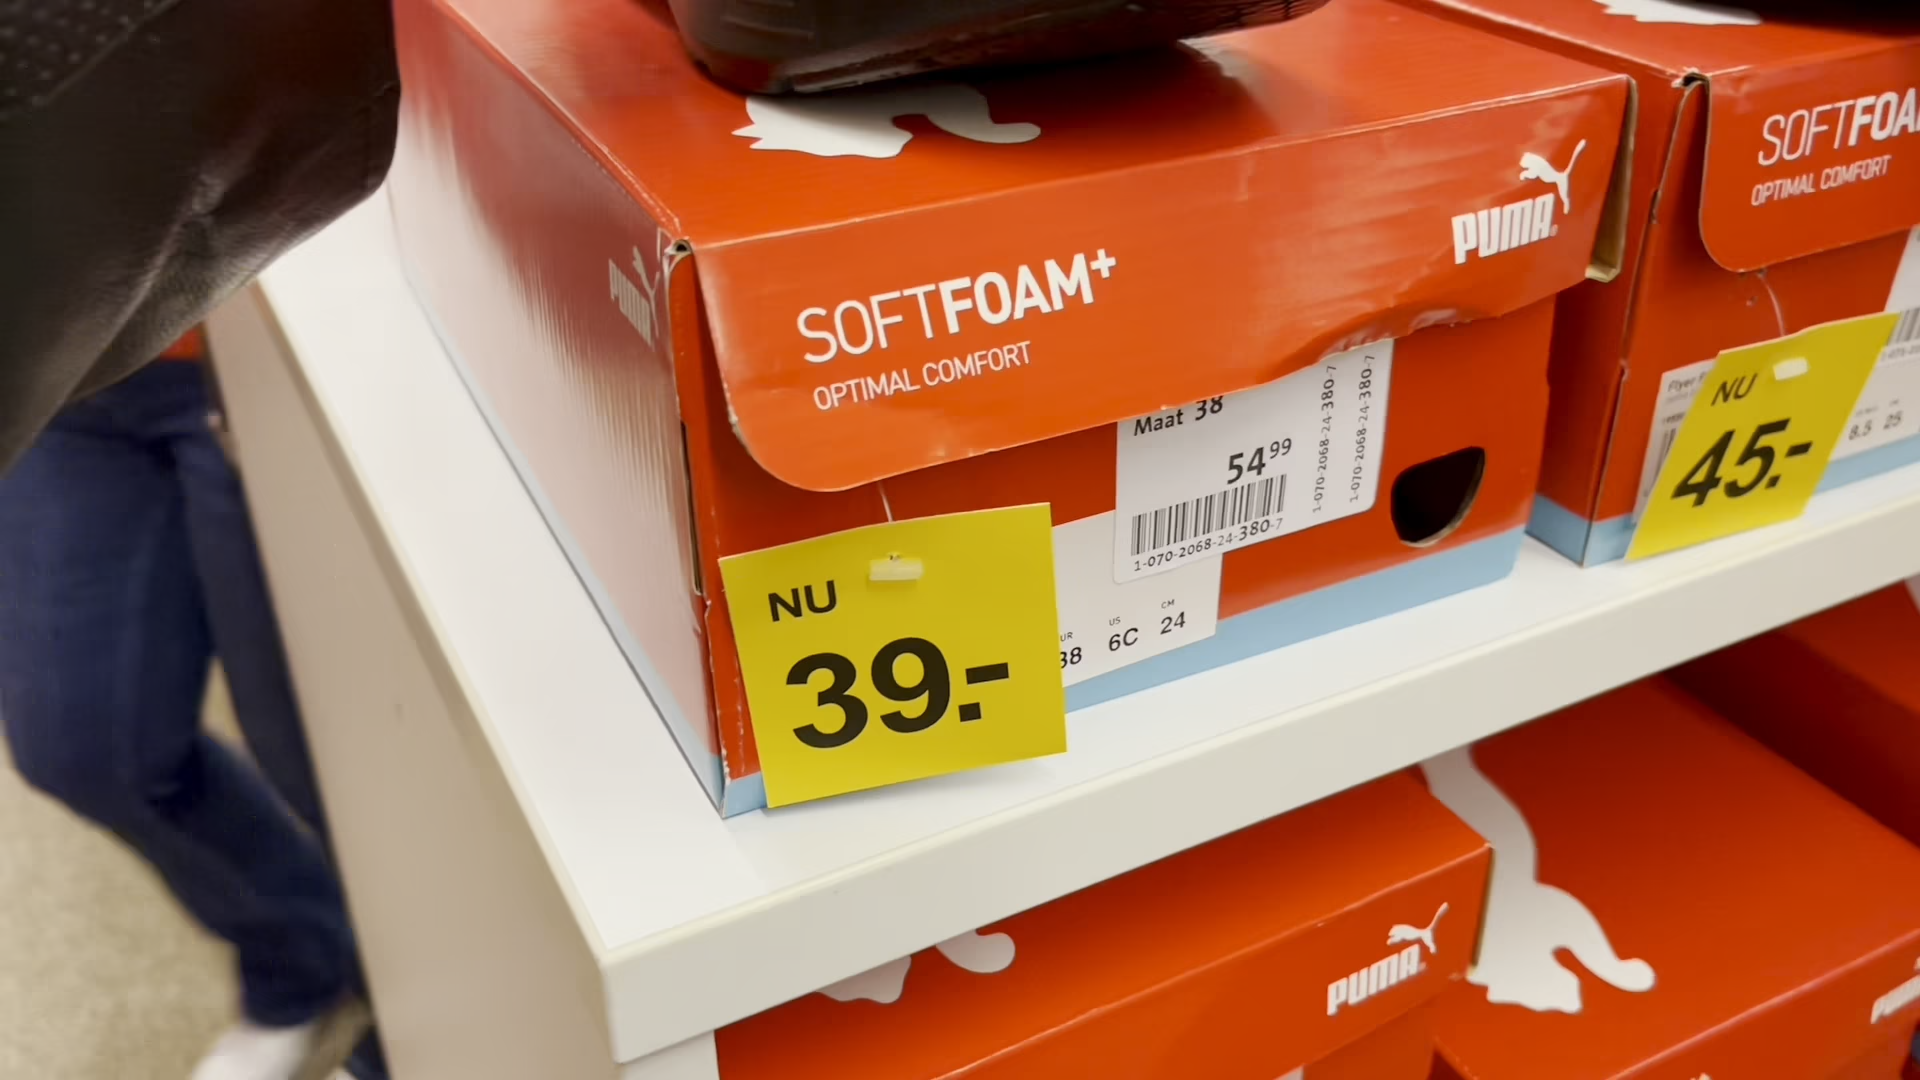 PUMA
SOFTFOAM+
OPTIMAL COMFORT
PUMA
Maat 38
54.99
1-070-2068-24-380-7
1-070-2068-24-380-7
1-070-2068-24-380-7
NU
39.-
UR
38
US
6C
CM
24
SOFTFOA
OPTIMAL COMFORT
Flyer
NU
45.-
8.5
25
PUMA
PUMA